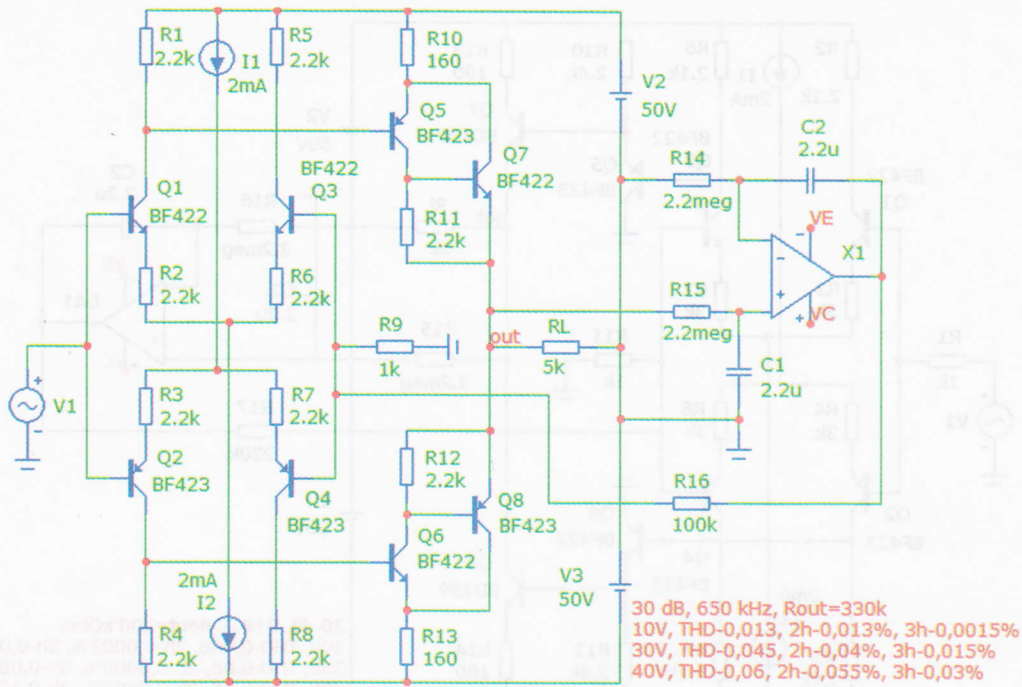 R1
2.2k
I1
2mA
R5
2.2k
R10
160
V2
50V
Q5
BF423
Q7
BF422
R14
2.2meg
C2
2.2u
Q1
BF422
BF422
Q3
R11
2.2k
VE
X1
R2
2.2k
R6
2.2k
R15
2.2meg
VC
R9
1k
out
RL
5k
C1
2.2u
V1
R3
2.2k
R7
2.2k
Q2
BF423
Q4
BF423
R12
2.2k
Q8
BF423
R16
100k
Q6
BF422
2mA
I2
V3
50V
R4
2.2k
R8
2.2k
R13
160
30 dB, 650 kHz, Rout=330k
10V, THD-0,013, 2h-0,013%, 3h-0,0015%
30V, THD-0,045, 2h-0,04%, 3h-0,015%
40V, THD-0,06, 2h-0,055%, 3h-0,03%